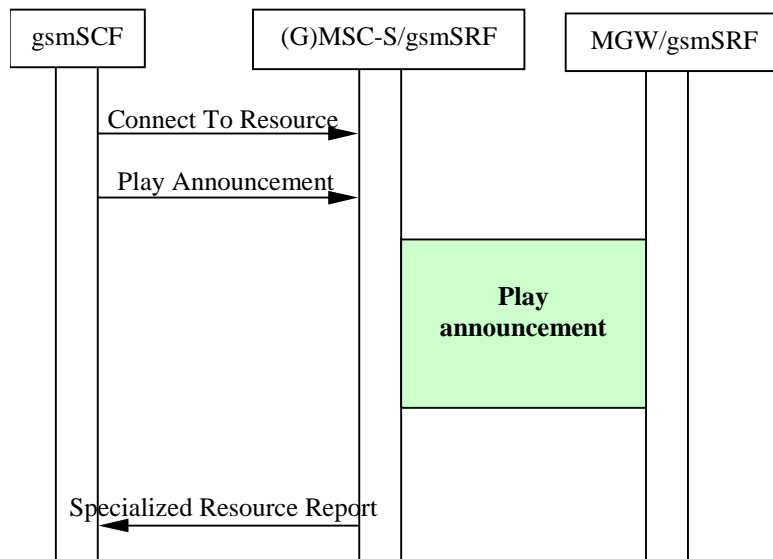 gsmSCF
(G)MSC-S/gsmSRF
MGW/gsmSRF
Connect To Resource
Play Announcement
Play
announcement
Specialized Resource Report